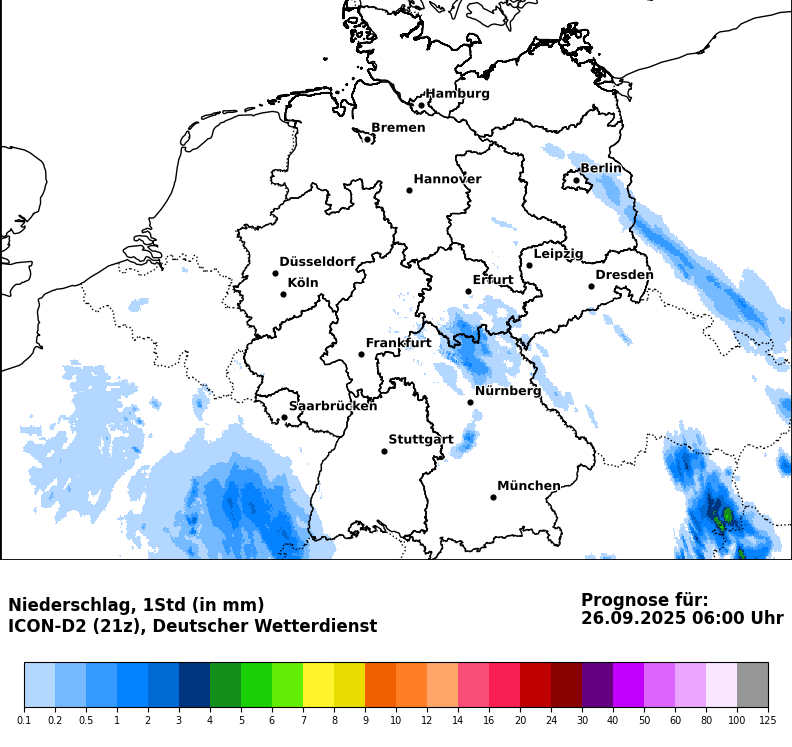 Hamburg
Bremen
Berlin
Hannover
Leipzig
Düsseldorf
Dresden
Erfurt
Köln
Frankfurt
Nürnberg
Saarbrücken
Stuttgart
München
Niederschlag, 1Std (in mm)
ICON-D2 (21z), Deutscher Wetterdienst
Prognose für:
26.09.2025 06:00 Uhr
0.1 0.2 0.5 1 2 3 4 5 6 7 8 9 10 12 14 16 20 24 30 40 50 60 80 100 125